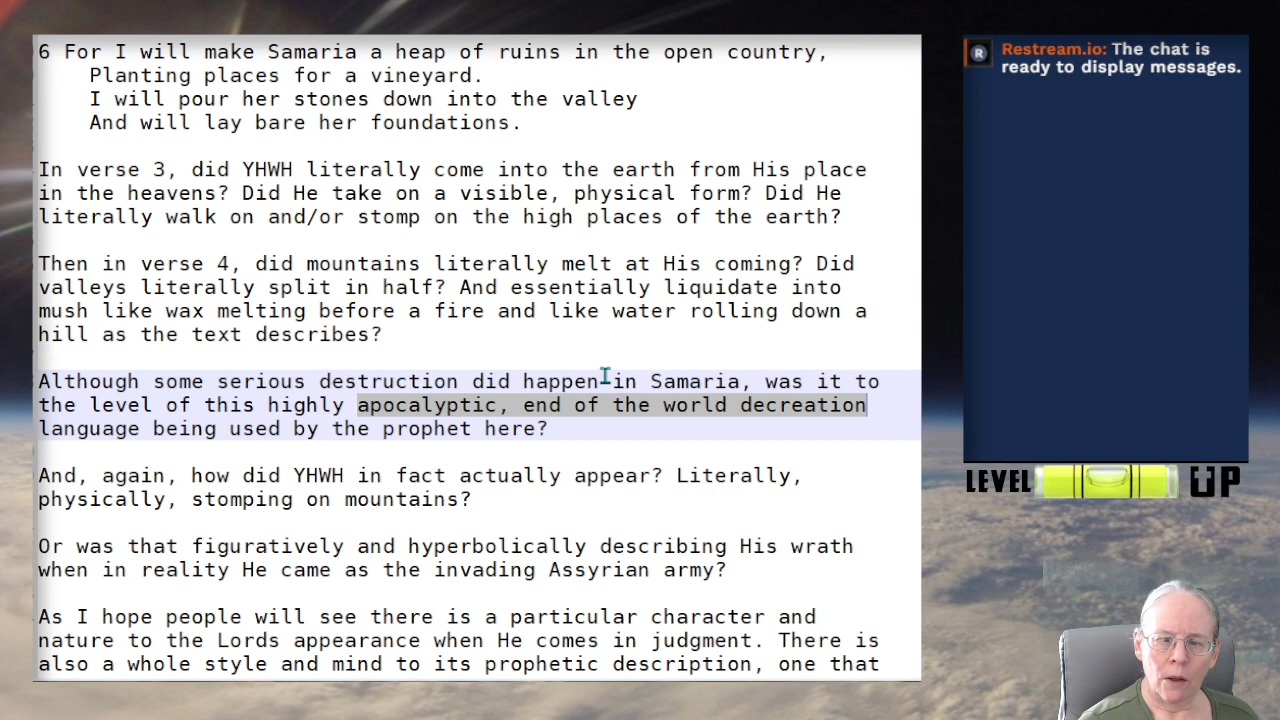 6 For I will make Samaria a heap of ruins in the open country,
Planting places for a vineyard.
I will pour her stones down into the valley
And will lay bare her foundations.
In verse 3, did YHWH literally come into the earth from His place
in the heavens? Did He take on a visible, physical form? Did He
literally walk on and/or stomp on the high places of the earth?
Then in verse 4, did mountains literally melt at His coming? Did
valleys literally split in half? And essentially liquidate into
mush like wax melting before a fire and like water rolling down a
hill as the text describes?
Although some serious destruction did happen in Samaria, was it to
the level of this highly apocalyptic, end of the world decreation
language being used by the prophet here?
And, again, how did YHWH in fact actually appear? Literally,
physically, stomping on mountains?
Or was that figuratively and hyperbolically describing His wrath
when in reality He came as the invading Assyrian army?
As I hope people will see there is a particular character and
nature to the Lords appearance when He comes in judgment. There is
also a whole style and mind to its prophetic description, one that
R
Restream.io: The chat is
ready to display messages.
LEVEL UP